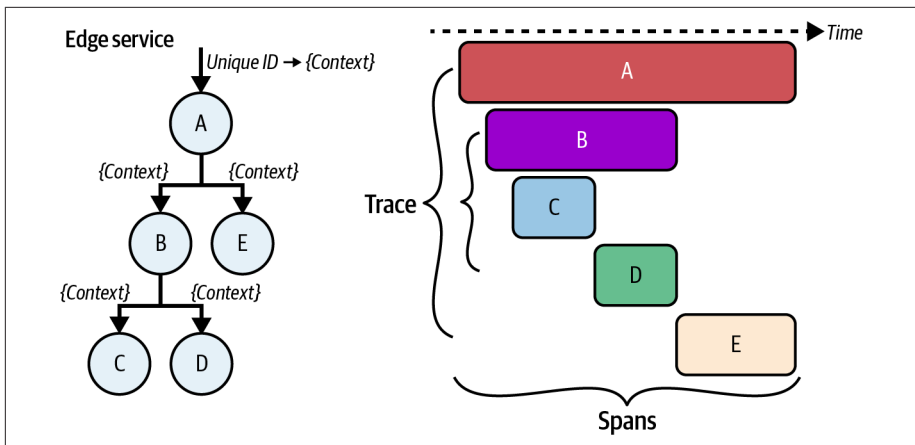 Edge service
Unique ID → {Context}
A
{Context} {Context}
B E
{Context} {Context}
C D
Time
A
B
C
Trace
D
E
Spans